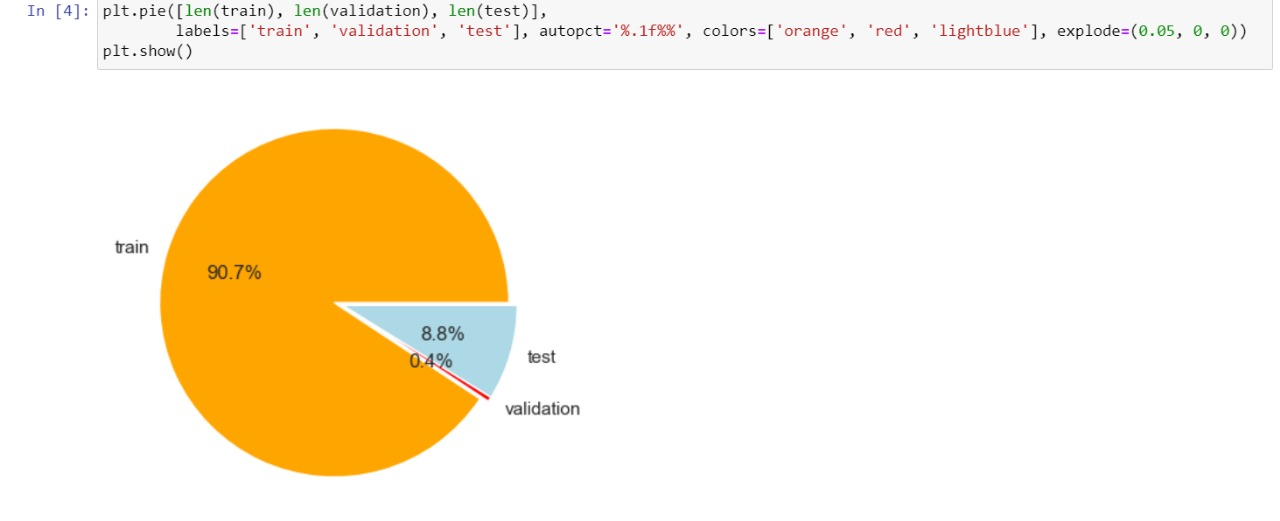 In [4]: plt.pie([len(train), len(validation), len(test)],
labels=['train', 'validation', 'test'], autopct='%.1f%%', colors=['orange', 'red', 'lightblue'], explode=(0.05, 0, 0))
plt.show()
train
90.7%
8.8%
0.4%
test
validation